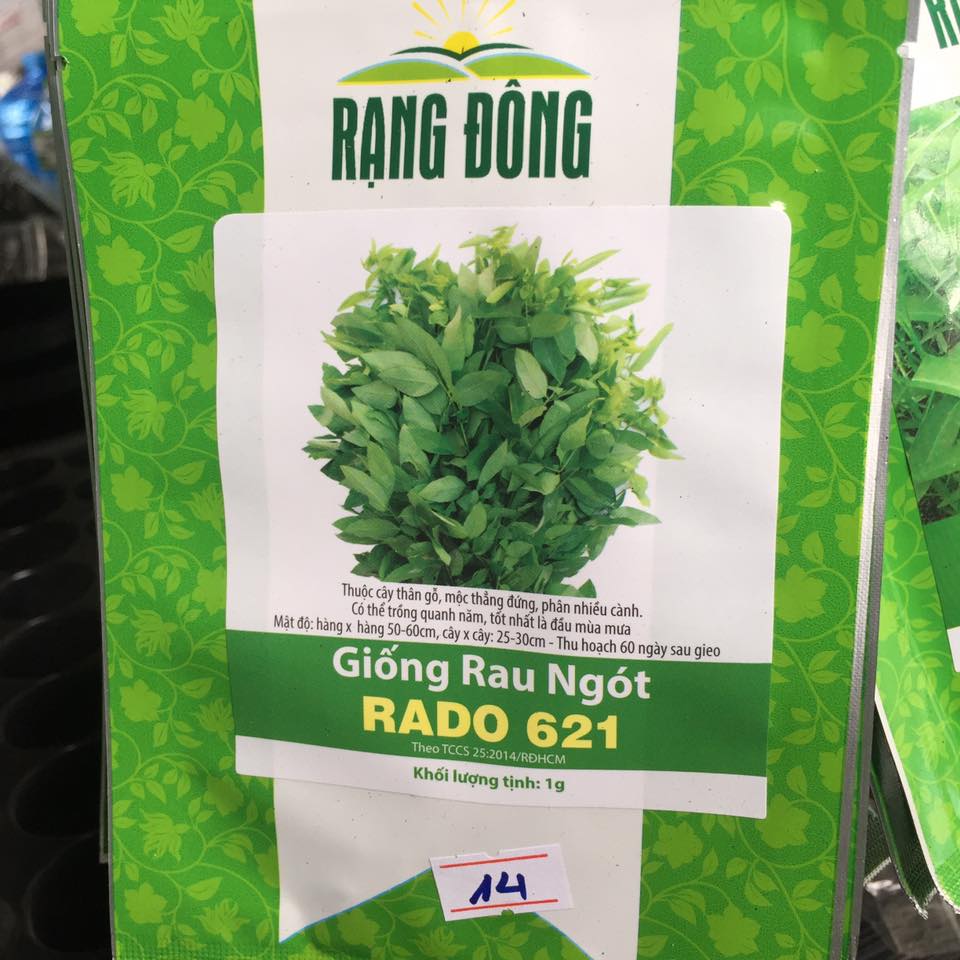 RẠNG ĐÔNG
Thuộc cây thân gỗ, mộc thẳng đứng, phân nhiều cành.
Có thể trồng quanh năm, tốt nhất là đầu mùa mưa
Mật độ: hàng x hàng 50-60cm, cây x cây: 25-30cm - Thu hoạch 60 ngày sau gieo
Giống Rau Ngót
RADO 621
Theo TCCS 25:2014/RĐHCM
Khối lượng tịnh: 1g
14